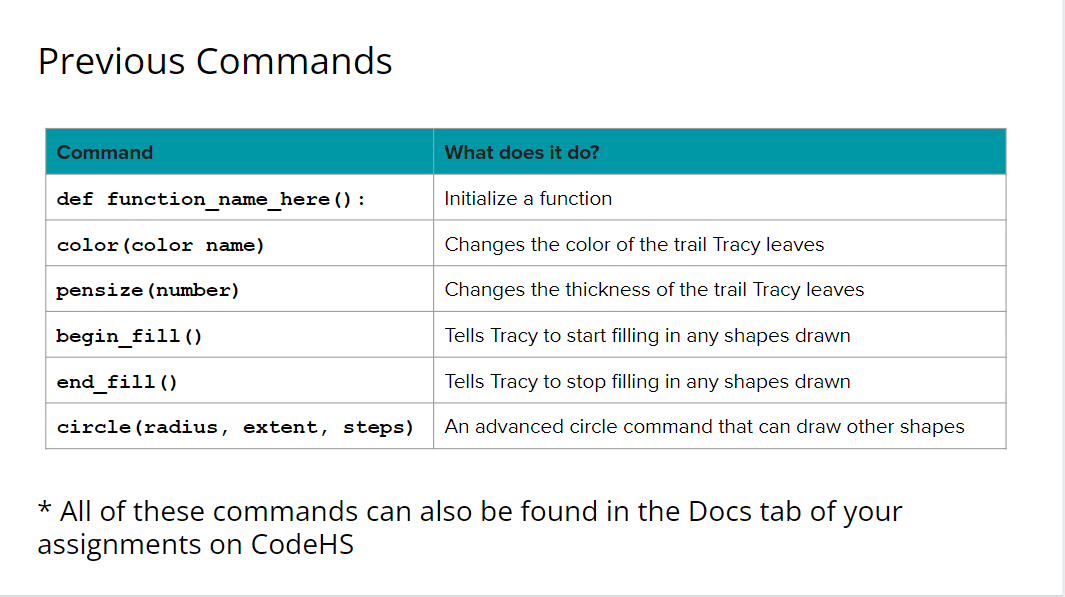 Previous Commands
Command What does it do?
def function_name_here(): Initialize a function
color(color name) Changes the color of the trail Tracy leaves
pensize(number) Changes the thickness of the trail Tracy leaves
begin_fill() Tells Tracy to start filling in any shapes drawn
end_fill() Tells Tracy to stop filling in any shapes drawn
circle(radius, extent, steps) An advanced circle command that can draw other shapes
* All of these commands can also be found in the Docs tab of your
assignments on CodeHS